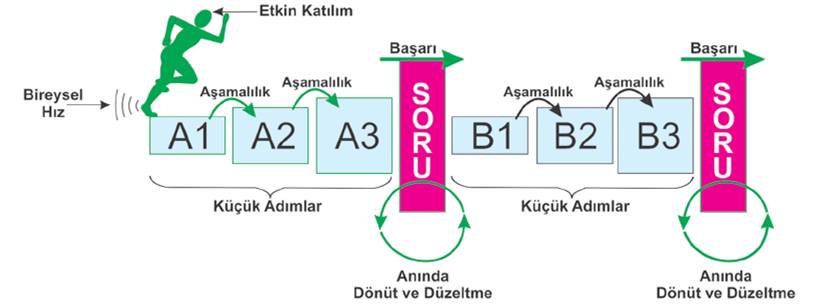 Etkin Katılım
Bireysel
Hız
Aşamalılık
Aşamalılık
A1
A2
A3
Küçük Adımlar
Başarı
SORU
Anında
Dönüt ve Düzeltme
Aşamalılık
Aşamalılık
B1
B2
B3
Küçük Adımlar
Başarı
SORU
Anında
Dönüt ve Düzeltme